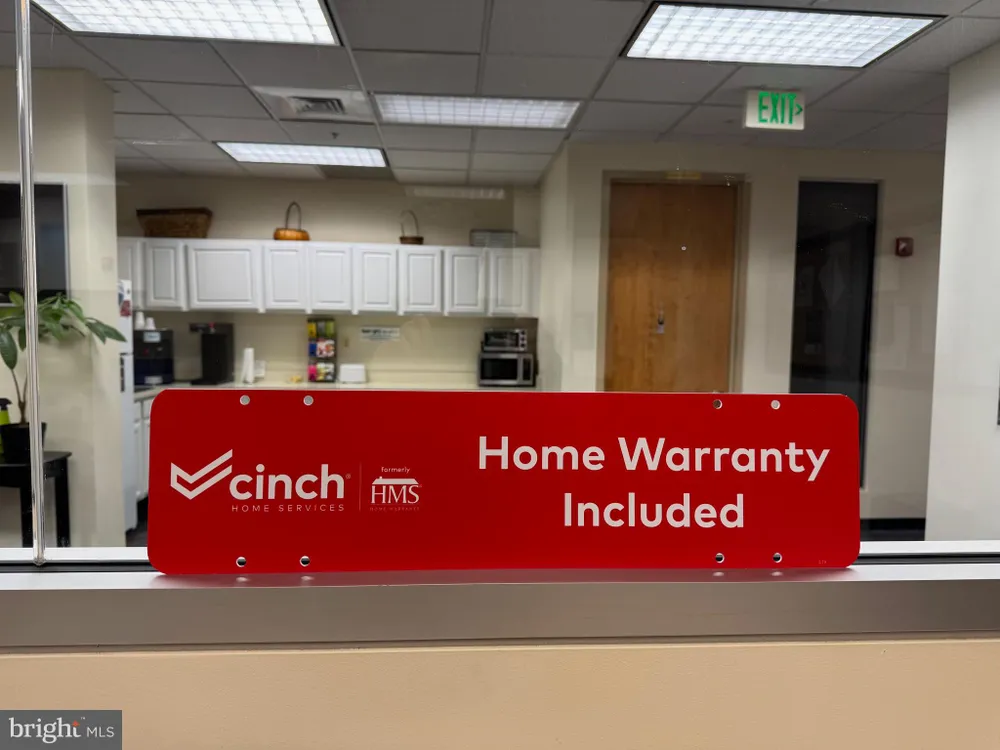 EXIT
cinch
HOME SERVICES
formerly
HMS
HOME WARRANTY
Home Warranty
Included
bright MLS